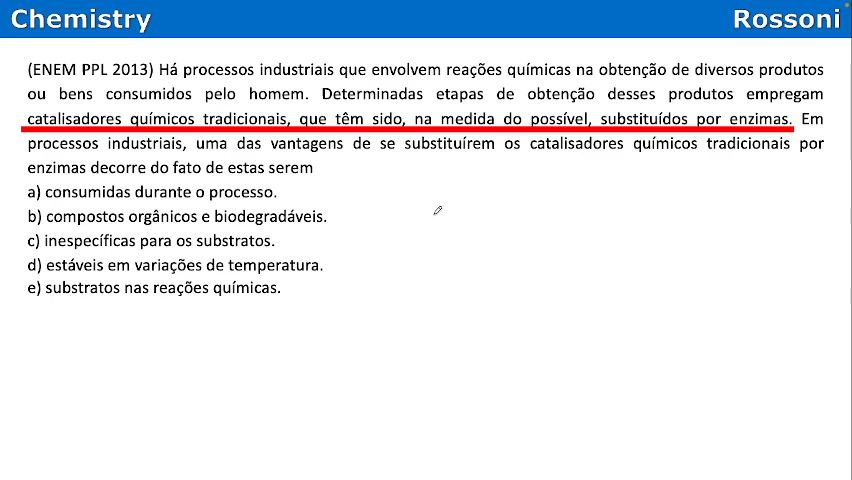 Chemistry
Rossoni
(ENEM PPL 2013) Há processos industriais que envolvem reações químicas na obtenção de diversos produtos
ou bens consumidos pelo homem. Determinadas etapas de obtenção desses produtos empregam
catalisadores químicos tradicionais, que têm sido, na medida do possível, substituídos por enzimas. Em
processos industriais, uma das vantagens de se substituírem os catalisadores químicos tradicionais por
enzimas decorre do fato de estas serem
a) consumidas durante o processo.
b) compostos orgânicos e biodegradáveis.
c) inespecíficas para os substratos.
d) estáveis em variações de temperatura.
e) substratos nas reações químicas.